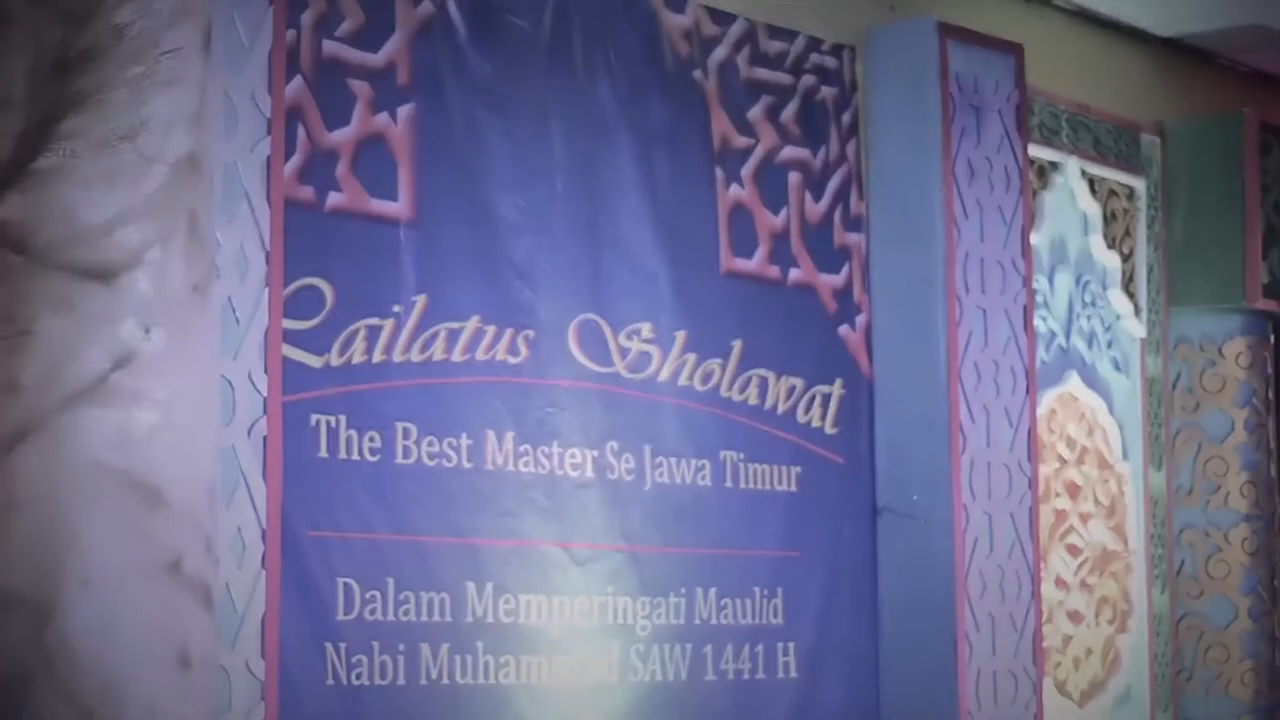 Lailatus Sholawat
The Best Master Se Jawa Timur
Dalam Memperingati Maulid
Nabi Muhammad SAW 1441 H